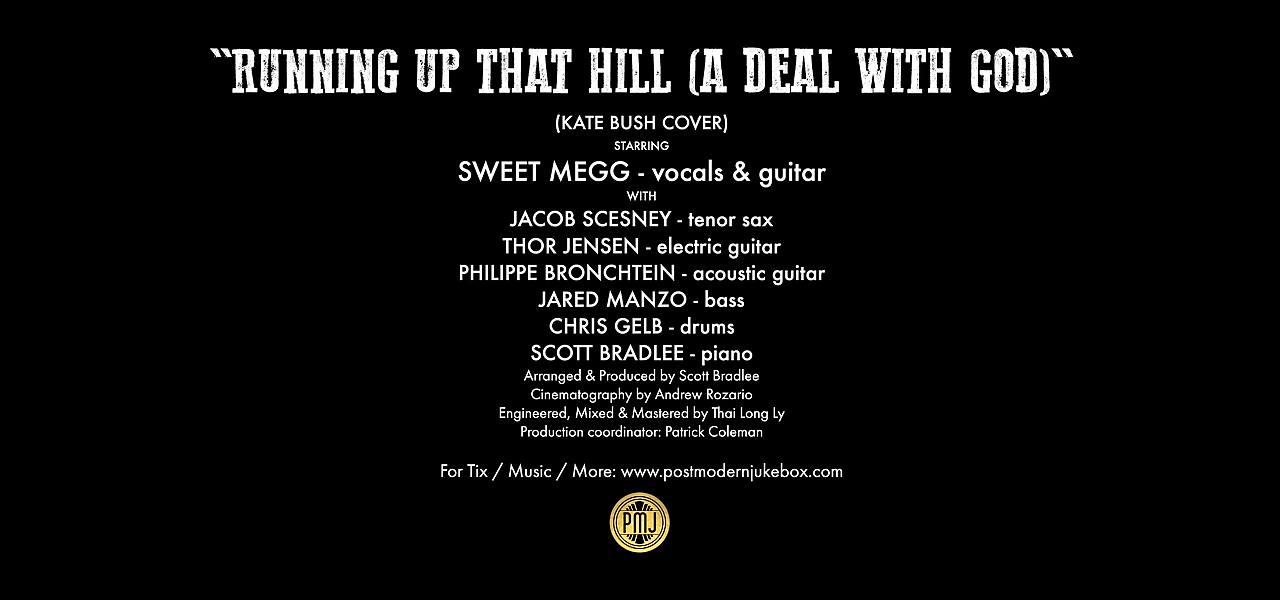 “RUNNING UP THAT HILL (A DEAL WITH GOD)“
(KATE BUSH COVER)
STARRING
SWEET MEGG - vocals & guitar
WITH
JACOB SCESNEY - tenor sax
THOR JENSEN - electric guitar
PHILIPPE BRONCHTEIN - acoustic guitar
JARED MANZO - bass
CHRIS GELB - drums
SCOTT BRADLEE - piano
Arranged & Produced by Scott Bradlee
Cinematography by Andrew Rozario
Engineered, Mixed & Mastered by Thai Long Ly
Production coordinator: Patrick Coleman
For Tix / Music / More: www.postmodernjukebox.com
PMJ